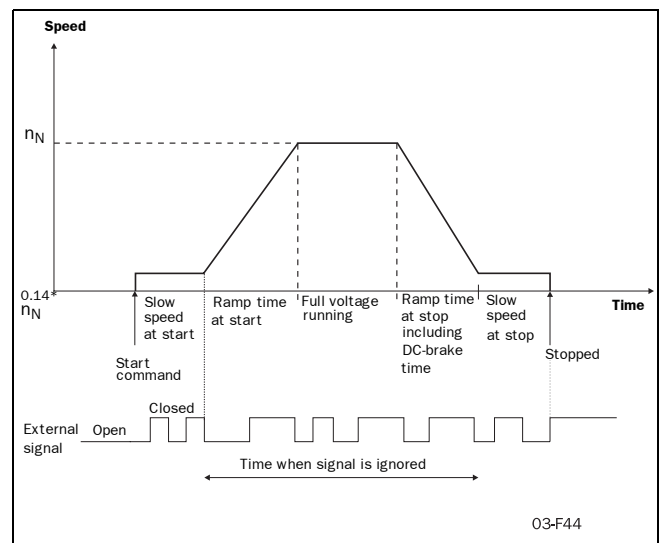 Speed
nN
0.14*
nN
Slow
speed
at start
Ramp time
at start
Full voltage
running
Ramp time
at stop
including
DC-brake
time
Slow
speed
at stop
Time
Start
command
Stopped
Closed
External
signal
Open
Time when signal is ignored
03-F44